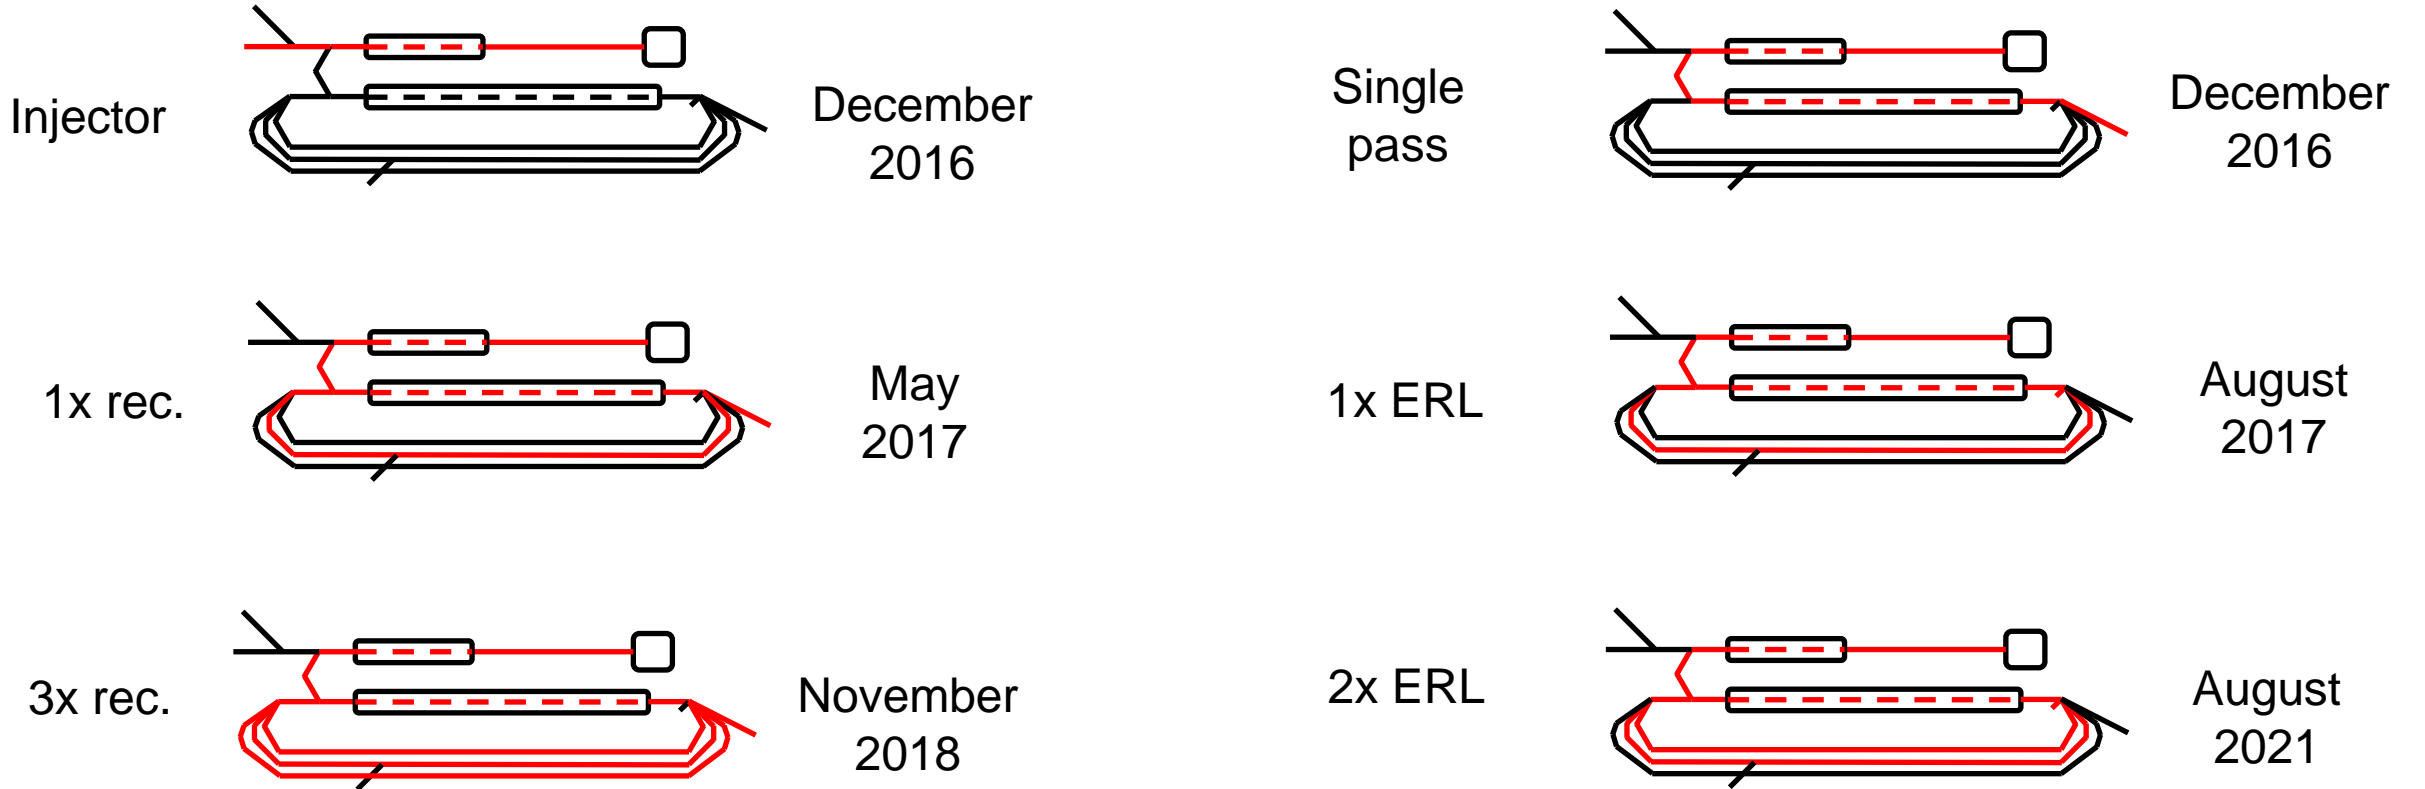 Injector
December
2016
Single
pass
December
2016
1x rec.
May
2017
1x ERL
August
2017
3x rec.
November
2018
2x ERL
August
2021